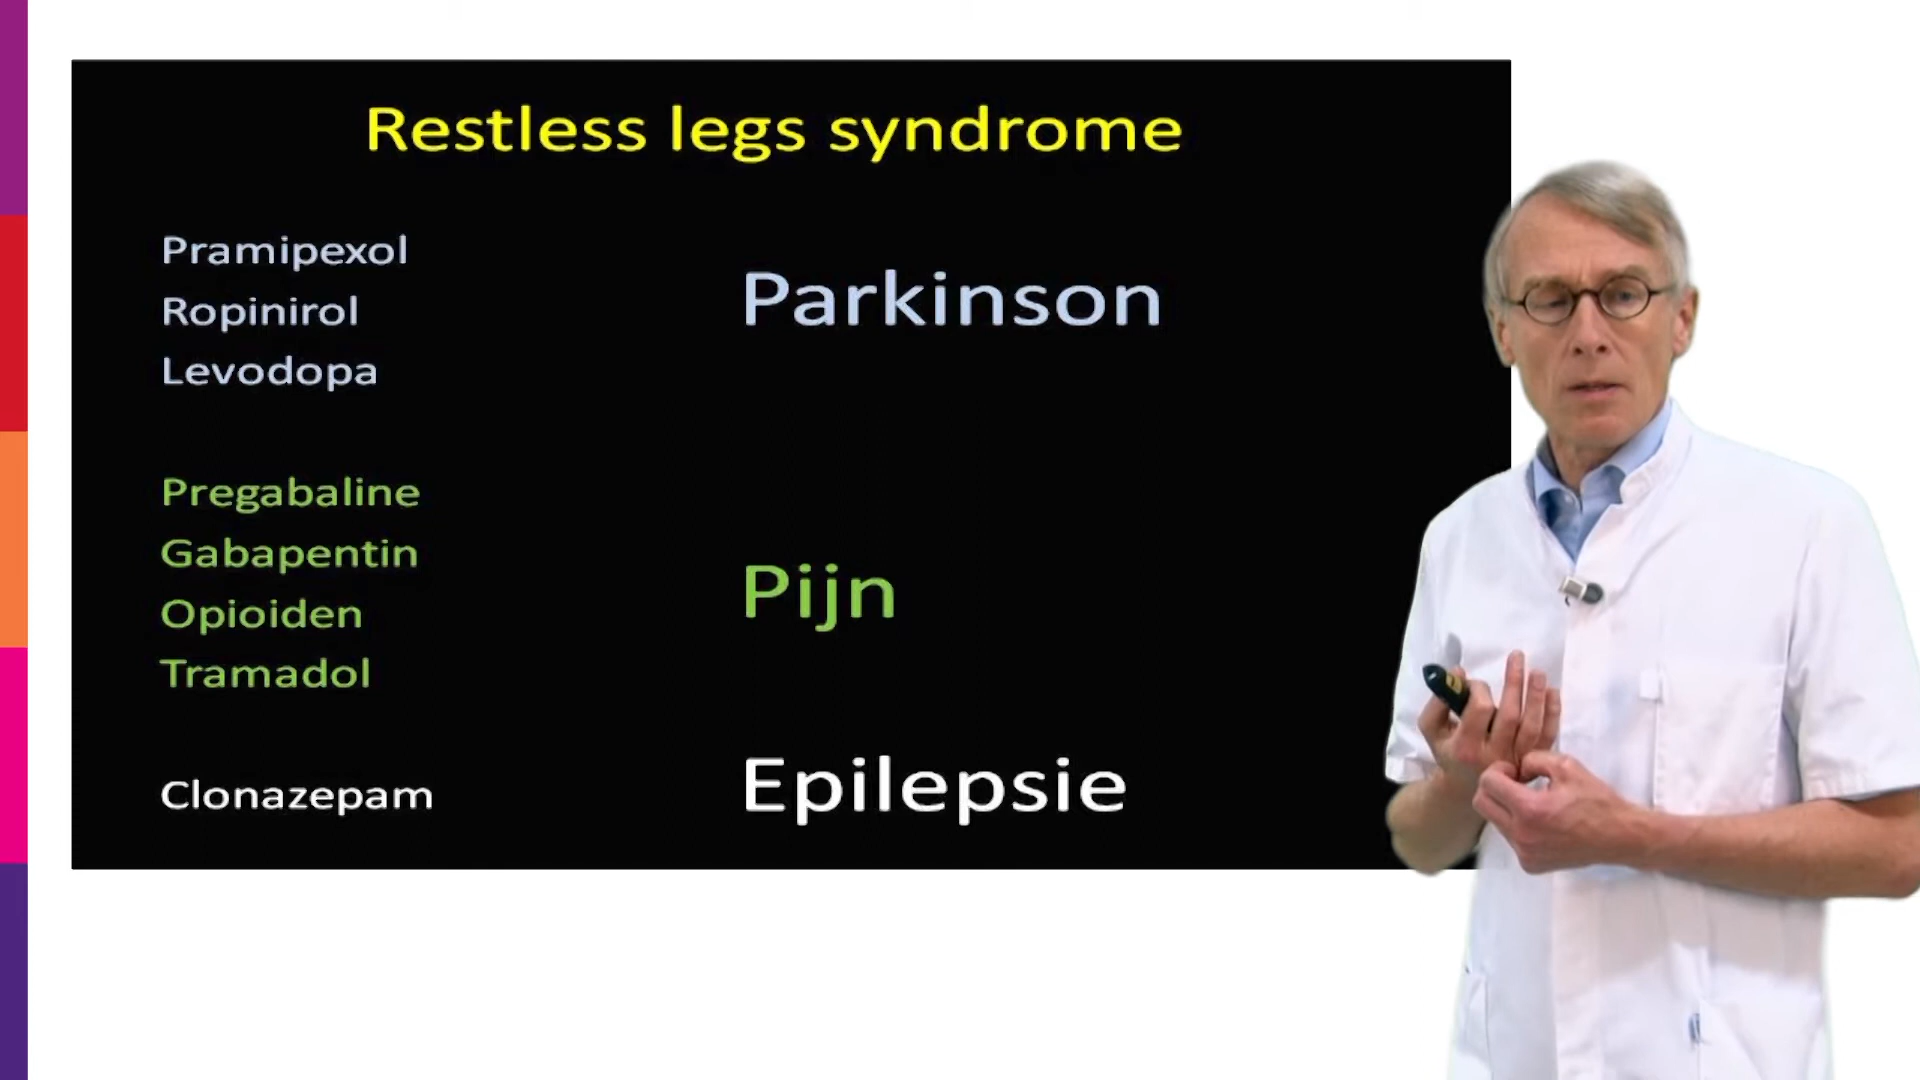 Restless legs syndrome
Pramipexol
Ropinirol
Levodopa
Parkinson
Pregabaline
Gabapentin
Opioiden
Tramadol
Pijn
Clonazepam
Epilepsie